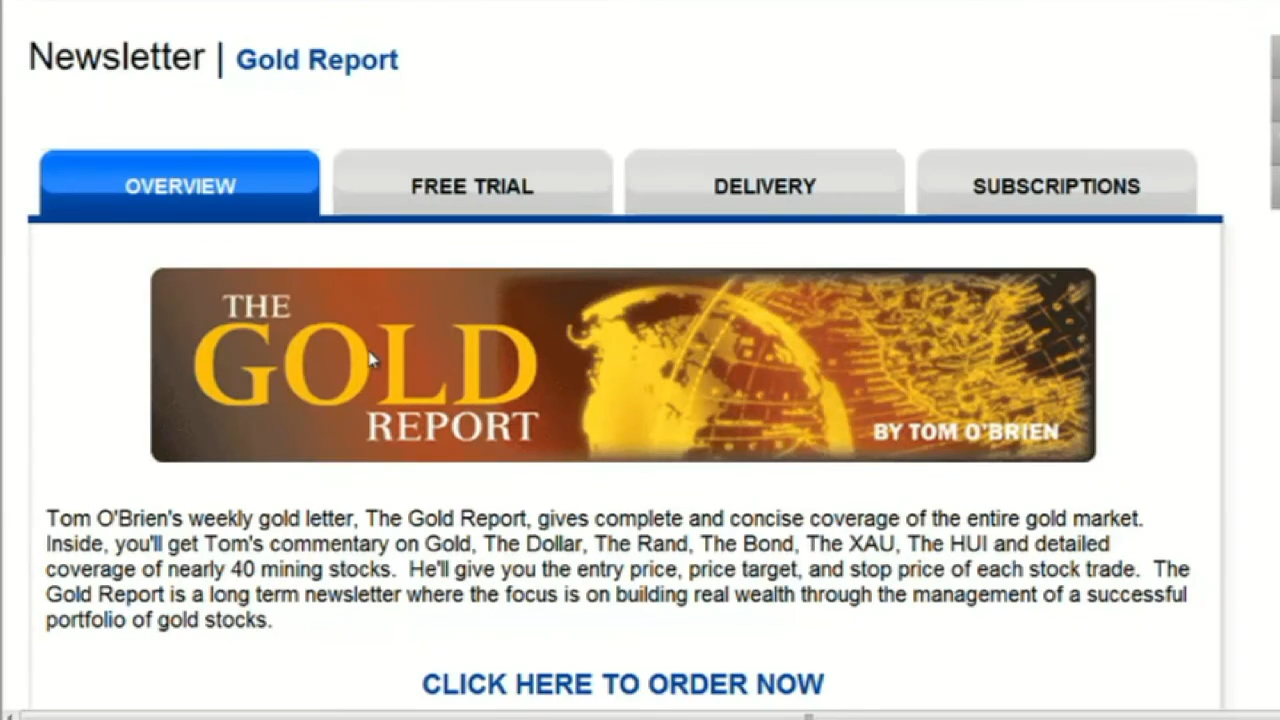 Newsletter | Gold Report
OVERVIEW
FREE TRIAL
DELIVERY
SUBSCRIPTIONS
THE
GOLD
REPORT
BY TOM O'BRIEN
Tom O'Brien's weekly gold letter, The Gold Report, gives complete and concise coverage of the entire gold market.
Inside, you'll get Tom's commentary on Gold, The Dollar, The Rand, The Bond, The XAU, The HUI and detailed
coverage of nearly 40 mining stocks.  He'll give you the entry price, price target, and stop price of each stock trade.  The
Gold Report is a long term newsletter where the focus is on building real wealth through the management of a successful
portfolio of gold stocks.
CLICK HERE TO ORDER NOW